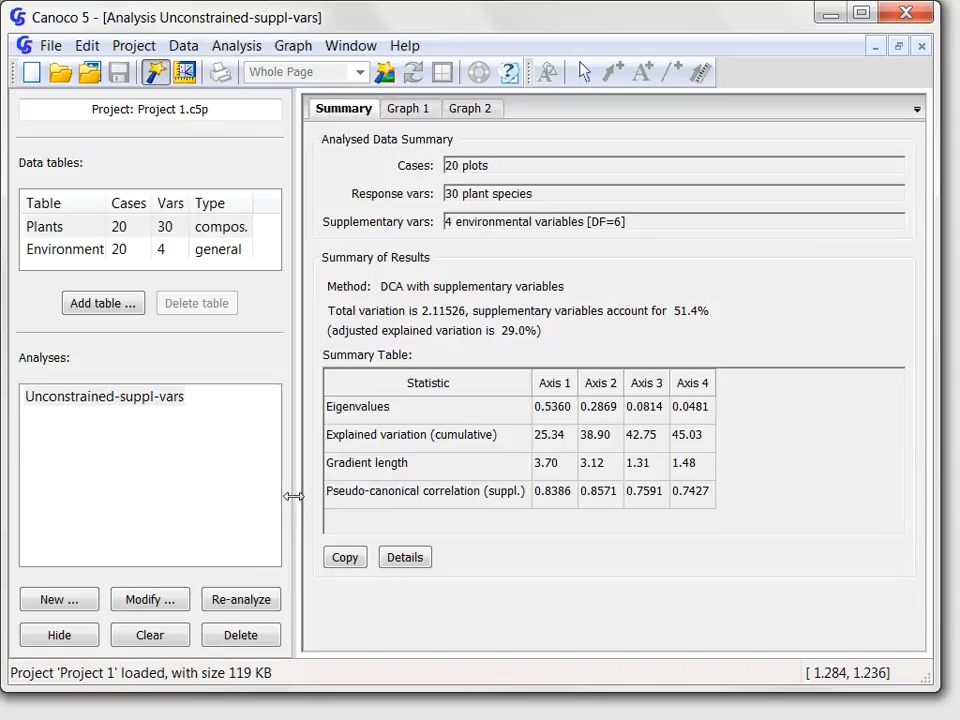 Canoco 5 - [Analysis Unconstrained-suppl-vars]
File Edit Project Data Analysis Graph Window Help
Whole Page
Project: Project 1.c5p
Data tables:
Table Cases Vars Type
Plants 20 30 compos.
Environment 20 4 general
Add table ... Delete table
Analyses:
Unconstrained-suppl-vars
New ... Modify ... Re-analyze
Hide Clear Delete
Summary Graph 1 Graph 2
Analysed Data Summary
Cases: 20 plots
Response vars: 30 plant species
Supplementary vars: 4 environmental variables [DF=6]
Summary of Results
Method: DCA with supplementary variables
Total variation is 2.11526, supplementary variables account for 51.4%
(adjusted explained variation is 29.0%)
Summary Table:
Statistic Axis 1 Axis 2 Axis 3 Axis 4
Eigenvalues 0.5360 0.2869 0.0814 0.0481
Explained variation (cumulative) 25.34 38.90 42.75 45.03
Gradient length 3.70 3.12 1.31 1.48
Pseudo-canonical correlation (suppl.) 0.8386 0.8571 0.7591 0.7427
Copy Details
Project 'Project 1' loaded, with size 119 KB [ 1.284, 1.236]